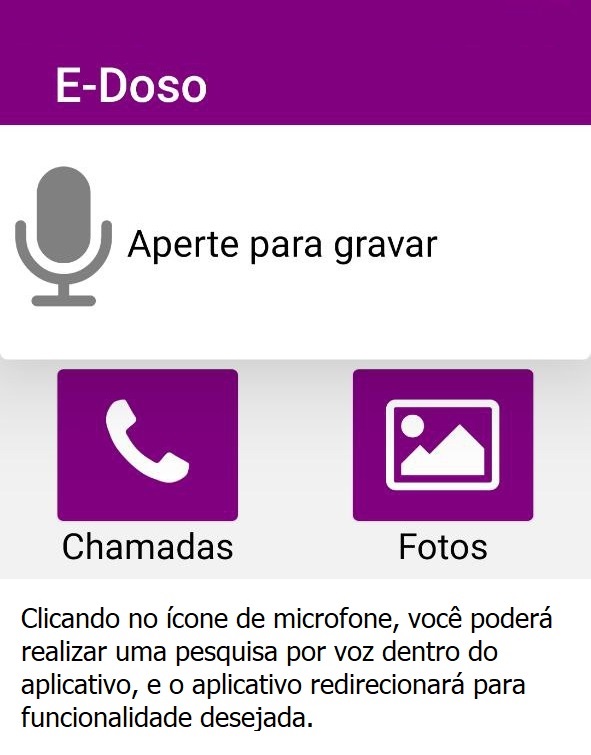 E-Doso
Aperte para gravar
Chamadas
Fotos
Clicando no ícone de microfone, você poderá
realizar uma pesquisa por voz dentro do
aplicativo, e o aplicativo redirecionará para
funcionalidade desejada.